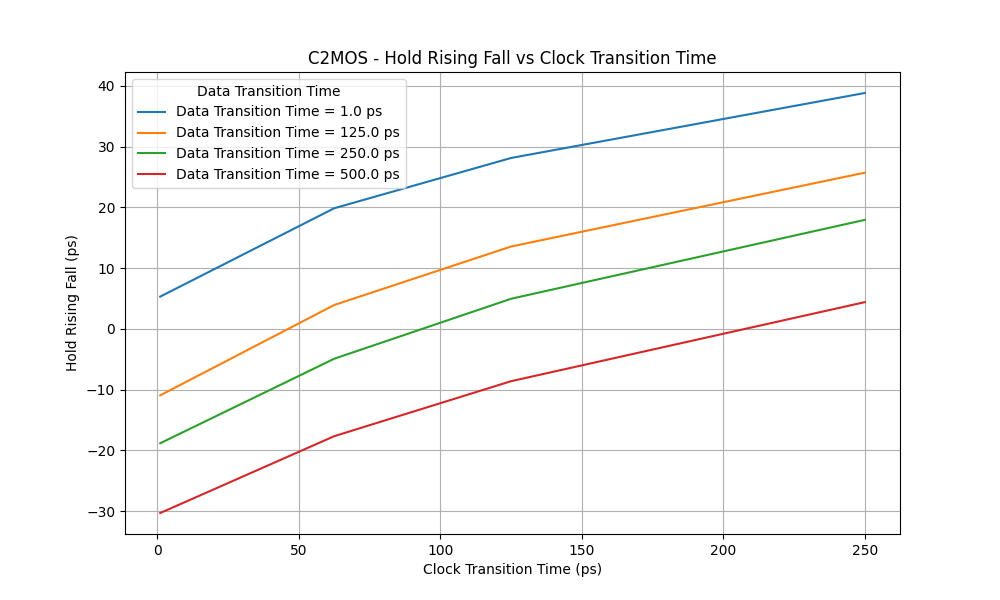 C2MOS - Hold Rising Fall vs Clock Transition Time
Data Transition Time
Data Transition Time = 1.0 ps
Data Transition Time = 125.0 ps
Data Transition Time = 250.0 ps
Data Transition Time = 500.0 ps
Hold Rising Fall (ps)
40
30
20
10
0
−10
−20
−30
0 50 100 150 200 250
Clock Transition Time (ps)